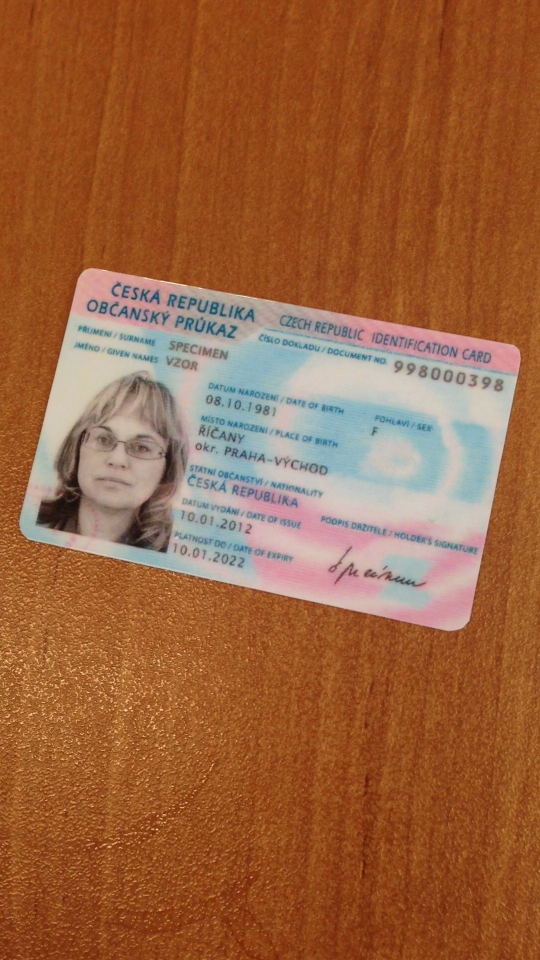 ČESKÁ REPUBLIKA
OBČANSKÝ PRŮKAZ
CZECH REPUBLIC IDENTIFICATION CARD
PŘÍJMENÍ / SURNAME SPECIMEN
JMÉNO / GIVEN NAMES VZOR
ČÍSLO DOKLADU / DOCUMENT NO. 998000398
DATUM NAROZENÍ / DATE OF BIRTH
08.10.1981
POHLAVÍ / SEX
F
MÍSTO NAROZENÍ / PLACE OF BIRTH
ŘÍČANY
okr. PRAHA-VÝCHOD
STÁTNÍ OBČANSTVÍ / NATIONALITY
ČESKÁ REPUBLIKA
DATUM VYDÁNÍ / DATE OF ISSUE
10.01.2012
PODPIS DRŽITELE / HOLDER'S SIGNATURE
Specimen
PLATNOST DO / DATE OF EXPIRY
10.01.2022